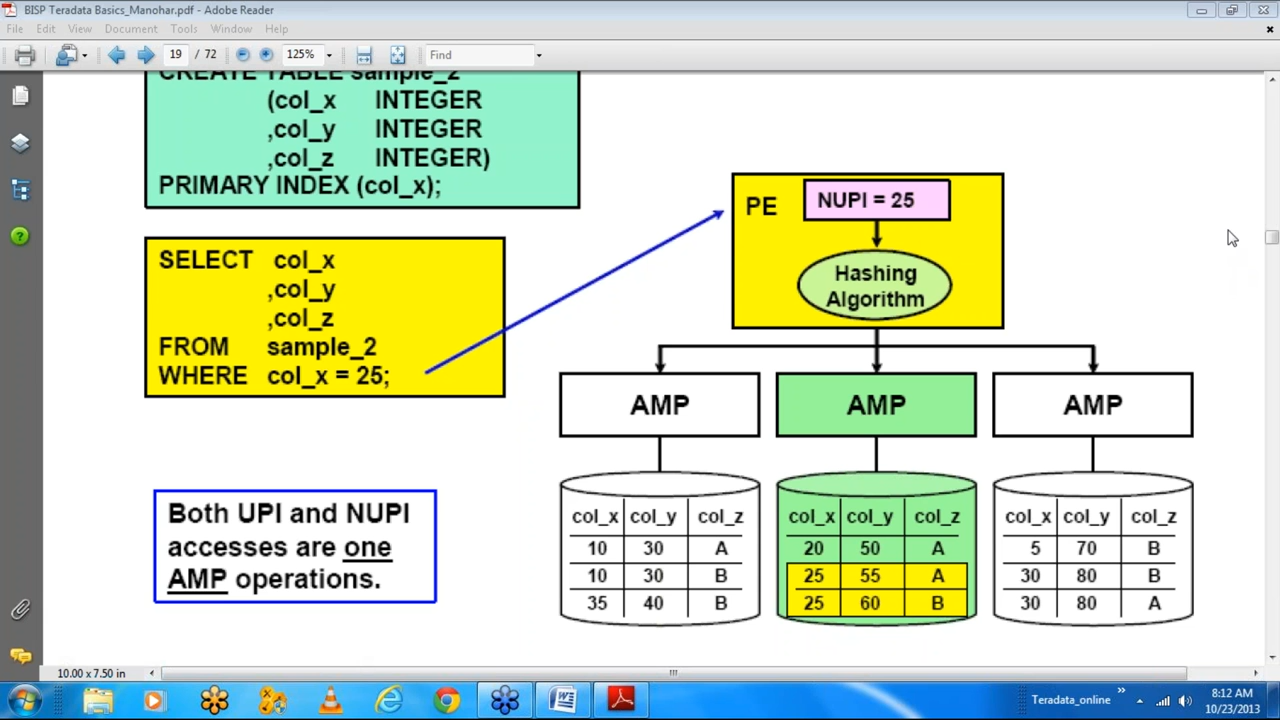 BISP Teradata Basics_Manohar.pdf - Adobe Reader
File Edit View Document Tools Window Help
19 / 72 125% Find
CREATE TABLE sample_2
(col_x INTEGER
,col_y INTEGER
,col_z INTEGER)
PRIMARY INDEX (col_x);
SELECT col_x
,col_y
,col_z
FROM sample_2
WHERE col_x = 25;
Both UPI and NUPI
accesses are one
AMP operations.
PE NUPI = 25
Hashing
Algorithm
AMP AMP AMP
col_x col_y col_z col_x col_y col_z col_x col_y col_z
10 30 A 20 50 A 5 70 B
10 30 B 25 55 A 30 80 B
35 40 B 25 60 B 30 80 A
10.00 x 7.50 in
Teradata_online
8:12 AM
10/23/2013